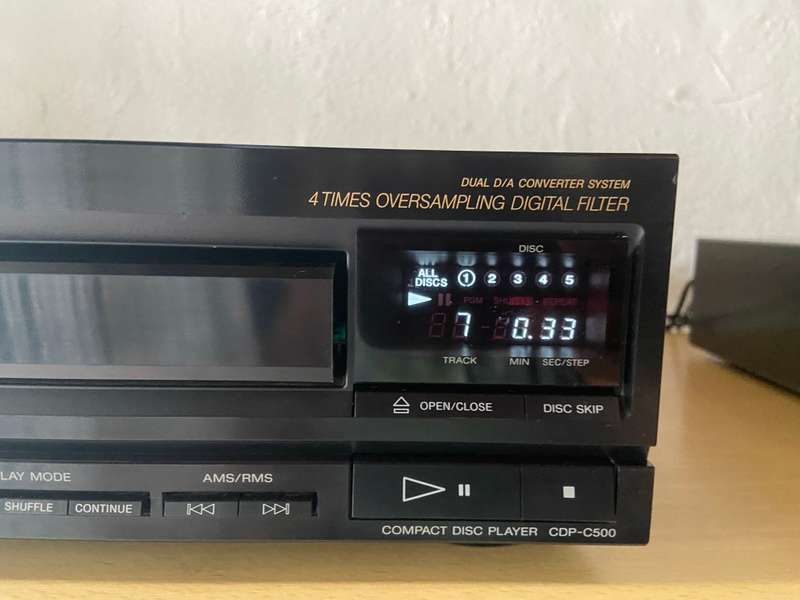 DUAL D/A CONVERTER SYSTEM
4 TIMES OVERSAMPLING DIGITAL FILTER
DISC
ALL DISCS 1 2 3 4 5
PGM SHUFFLE REPEAT
7 0.33
TRACK MIN SEC/STEP
OPEN/CLOSE DISC SKIP
LAY MODE AMS/RMS
SHUFFLE CONTINUE
COMPACT DISC PLAYER CDP-C500